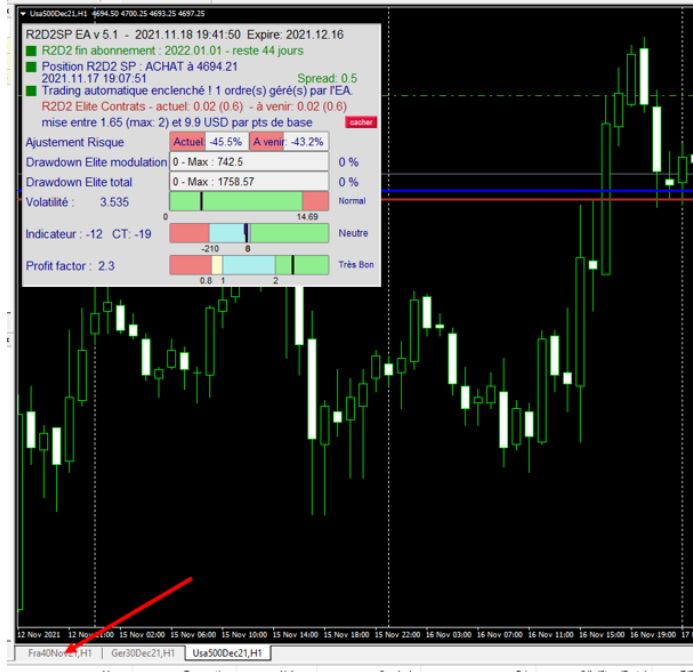 Usa500Dec21,H1 4694.50 4700.25 4693.25 4697.25
R2D2SP EA v 5.1 - 2021.11.18 19:41:50 Expire: 2021.12.16
R2D2 fin abonnement : 2022.01.01 - reste 44 jours
Position R2D2 SP : ACHAT à 4694.21
2021.11.17 19:07:51 Spread: 0.5
Trading automatique enclenché ! 1 ordre(s) géré(s) par l'EA.
R2D2 Elite Contrats - actuel: 0.02 (0.6) - à venir: 0.02 (0.6)
mise entre 1.65 (max: 2) et 9.9 USD par pts de base cacher
Ajustement Risque Actuel: -45.5% A venir: -43.2%
Drawdown Elite modulation 0 - Max : 742.5 0 %
Drawdown Elite total 0 - Max : 1758.57 0 %
Volatilité : 3.535 Normal
0 14.69
Indicateur : -12 CT: -19 Neutre
-210 8
Profit factor : 2.3 Très Bon
0.8 1 2
12 Nov 2021 12 Nov 21:00 15 Nov 02:00 15 Nov 06:00 15 Nov 10:00 15 Nov 14:00 15 Nov 18:00 15 Nov 22:00 16 Nov 03:00 16 Nov 07:00 16 Nov 11:00 16 Nov 15:00 16 Nov 19:00 17
Fra40Nov21,H1 Ger30Dec21,H1 Usa500Dec21,H1